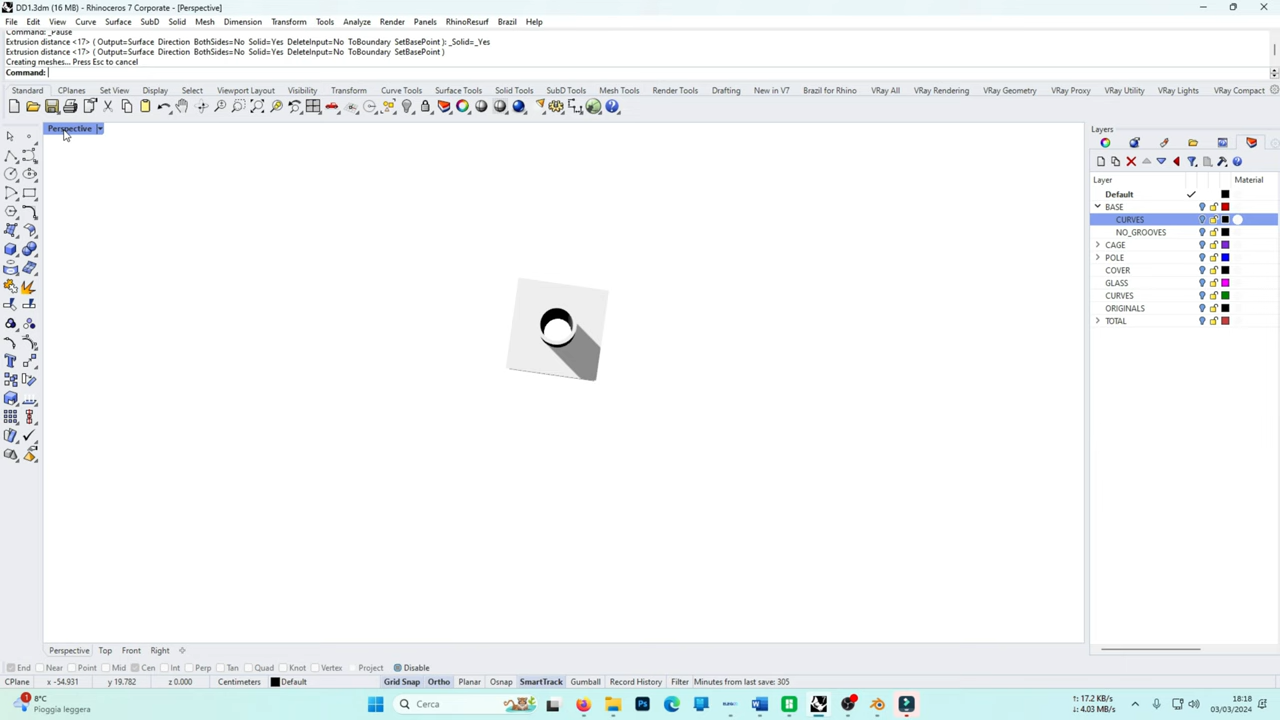 DD1.3dm (16 MB) - Rhinoceros 7 Corporate - [Perspective]
File Edit View Curve Surface SubD Solid Mesh Dimension Transform Tools Analyze Render Panels RhinoResurf Brazil Window Help
Command: _Pause
Extrusion distance <17> ( Output=Surface Direction BothSides=No Solid=Yes DeleteInput=No ToBoundary SetBasePoint ): _Solid=_Yes
Extrusion distance <17> ( Output=Surface Direction BothSides=No Solid=Yes DeleteInput=No ToBoundary SetBasePoint )
Creating meshes... Press Esc to cancel
Command:
Standard CPlanes Set View Display Select Viewport Layout Visibility Transform Curve Tools Surface Tools Solid Tools SubD Tools Mesh Tools Render Tools Drafting New in V7 Brazil for Rhino VRay All VRay Rendering VRay Geometry VRay Proxy VRay Utility VRay Lights VRay Compact
Perspective
Layers
Layer Material
Default
BASE
CURVES
NO_GROOVES
CAGE
POLE
COVER
GLASS
CURVES
ORIGINALS
TOTAL
Perspective Top Front Right
End Near Point Mid Cen Int Perp Tan Quad Knot Vertex Project Disable
CPlane x -54.931 y 19.782 z 0.000 Centimeters Default Grid Snap Ortho Planar Osnap SmartTrack Gumball Record History Filter Minutes from last save: 305
1
8°C
Pioggia leggera
Cerca
↑: 17.2 KB/s
↓: 4.03 MB/s
18:18
03/03/2024